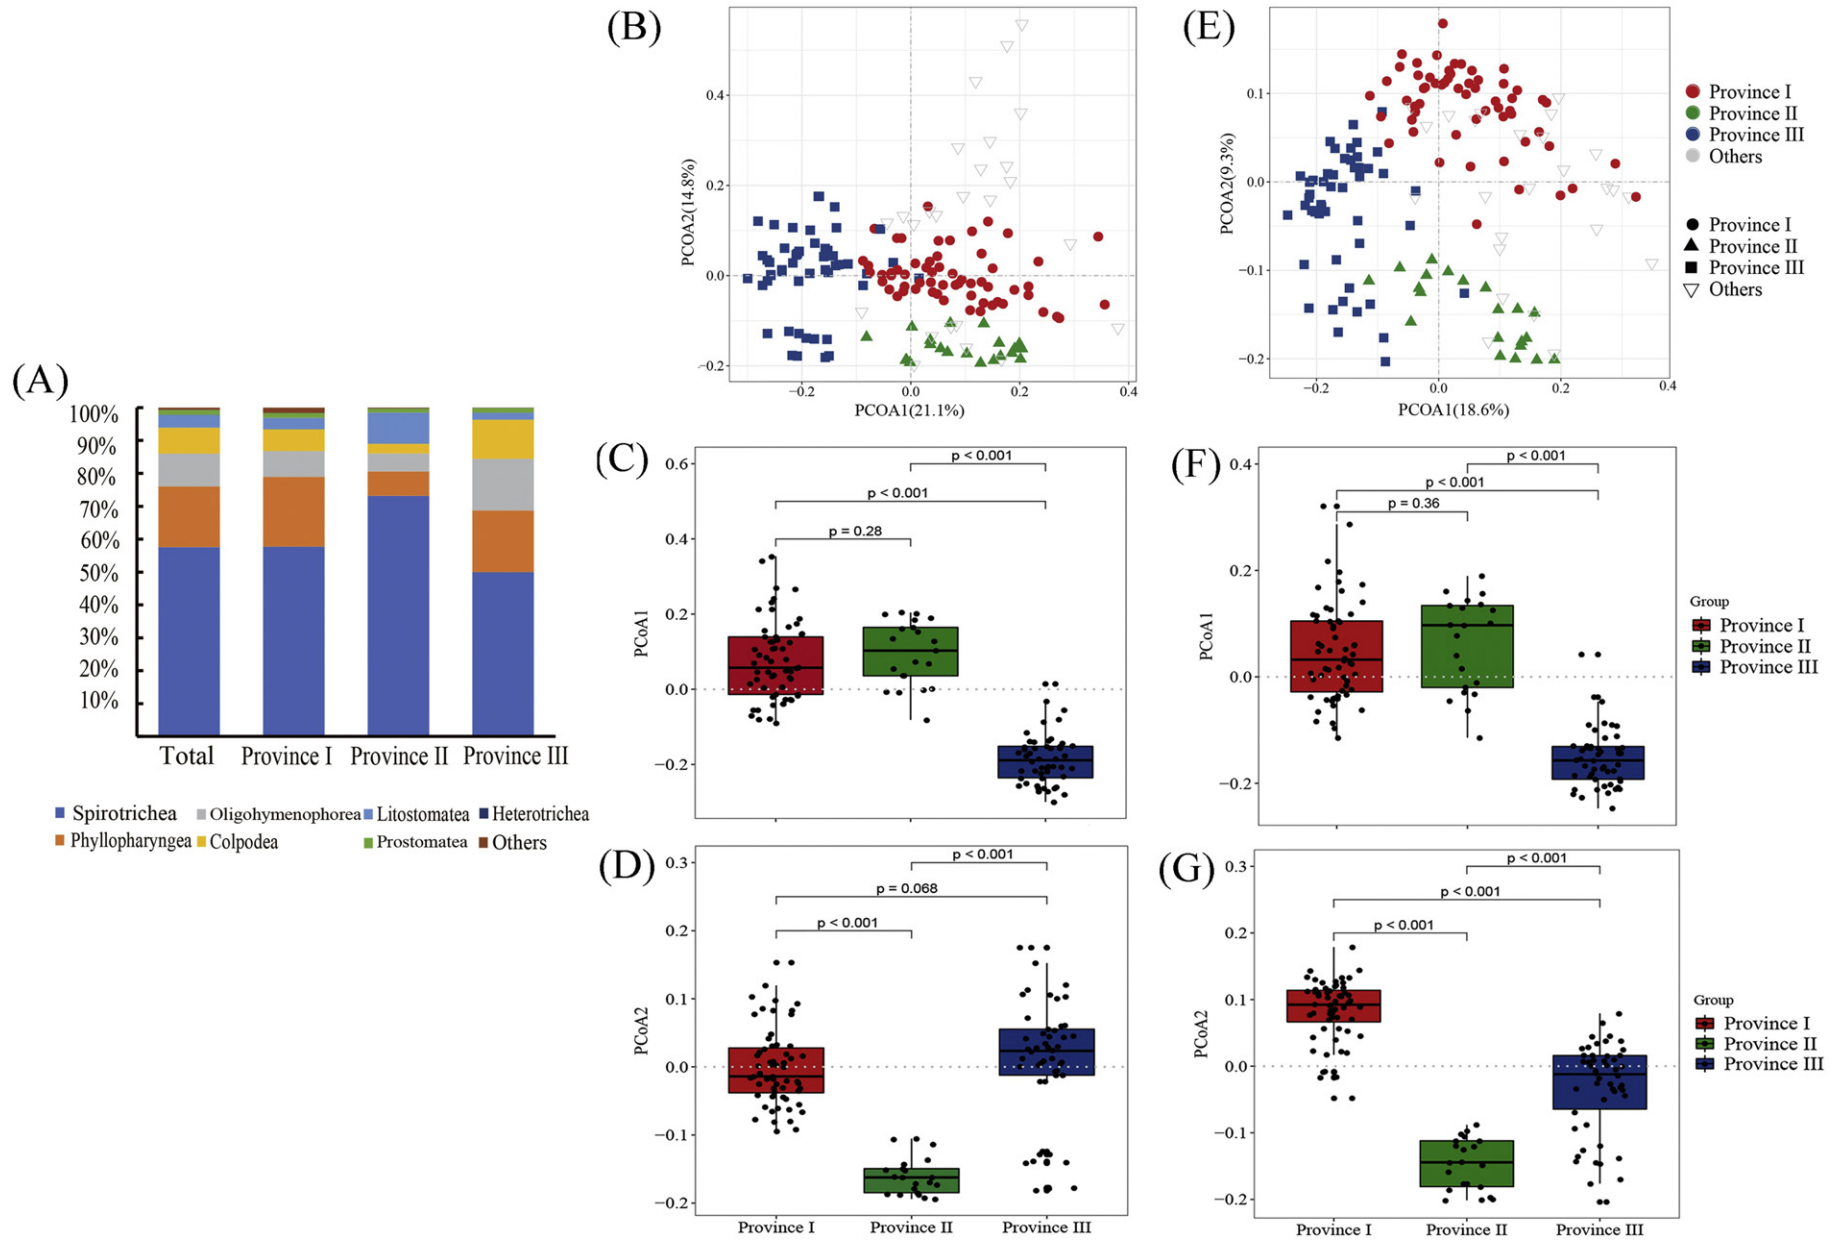 (A)
100%
90%
80%
70%
60%
50%
40%
30%
20%
10%
Total Province I Province II Province III
Spirotrichea Oligohymenophorea Litostomatea Heterotrichea
Phyllopharyngea Colpodea Prostomatea Others
(B)
PCOA2(14.8%)
0.4
0.2
0.0
−0.2
−0.2 0.0 0.2 0.4
PCOA1(21.1%)
(E)
PCOA2(9.3%)
0.1
0.0
−0.1
−0.2
−0.2 0.0 0.2 0.4
PCOA1(18.6%)
Province I
Province II
Province III
Others
Province I
Province II
Province III
Others
(C)
PCoA1
0.6
0.4
0.2
0.0
−0.2
p < 0.001
p < 0.001
p = 0.28
(F)
PCoA1
0.4
0.2
0.0
−0.2
p < 0.001
p < 0.001
p = 0.36
Group
Province I
Province II
Province III
(D)
PCoA2
0.3
0.2
0.1
0.0
−0.1
−0.2
p < 0.001
p = 0.068
p < 0.001
Province I Province II Province III
(G)
PCoA2
0.3
0.2
0.1
0.0
−0.1
−0.2
p < 0.001
p < 0.001
p < 0.001
Province I Province II Province III
Group
Province I
Province II
Province III